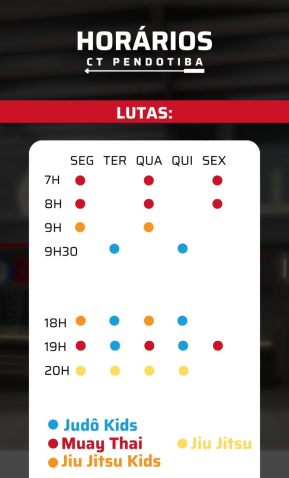 HORÁRIOS
CT PENDOTIBA
LUTAS:
SEG TER QUA QUI SEX
7H
8H
9H
9H30
18H
19H
20H
Judô Kids
Muay Thai
Jiu Jitsu
Jiu Jitsu Kids